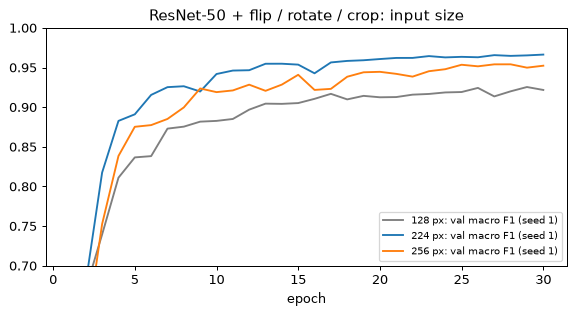 ResNet-50 + flip / rotate / crop: input size
1.00
0.95
0.90
0.85
0.80
0.75
0.70
128 px: val macro F1 (seed 1)
224 px: val macro F1 (seed 1)
256 px: val macro F1 (seed 1)
0 5 10 15 20 25 30
epoch